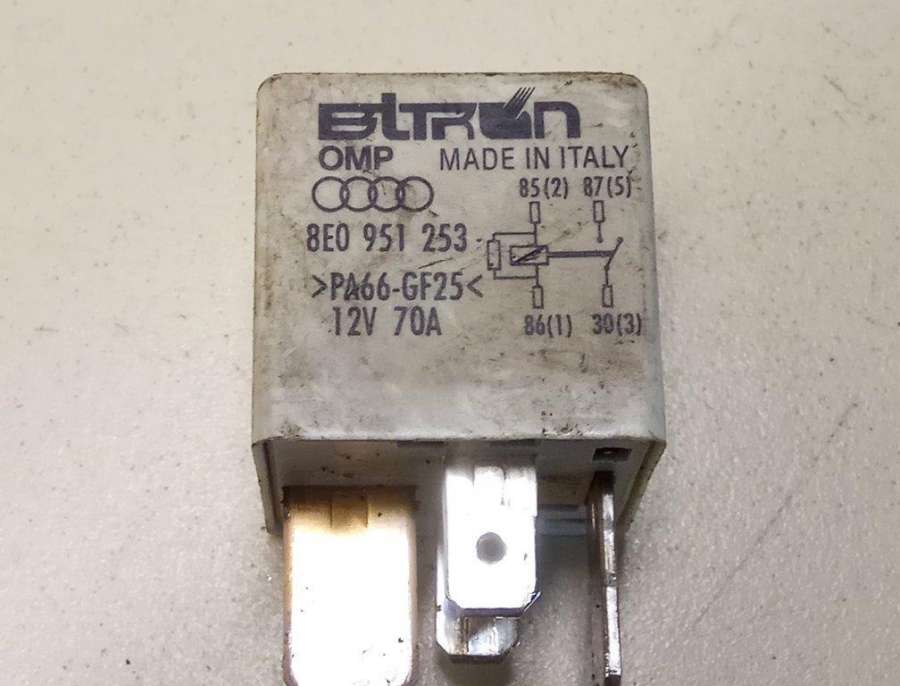 BITRON
OMP MADE IN ITALY
85(2) 87(5)
8E0 951 253
>PA66-GF25<
12V 70A
86(1) 30(3)